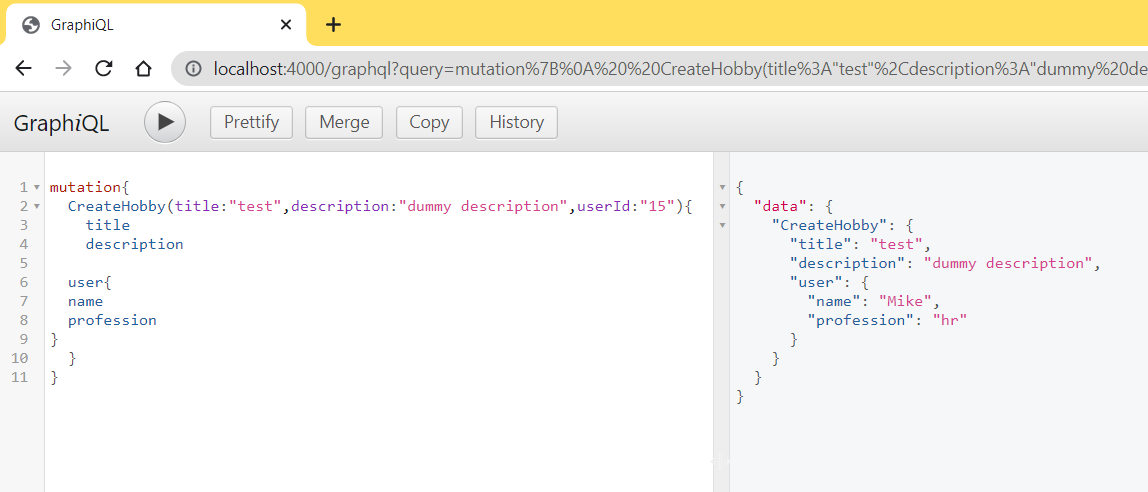 GraphiQL
localhost:4000/graphql?query=mutation%7B%0A%20%20CreateHobby(title%3A"test"%2Cdescription%3A"dummy%20de
GraphiQL Prettify Merge Copy History
1 mutation{
2 CreateHobby(title:"test",description:"dummy description",userId:"15"){
3 title
4 description
5
6 user{
7 name
8 profession
9 }
10 }
11 }
{
"data": {
"CreateHobby": {
"title": "test",
"description": "dummy description",
"user": {
"name": "Mike",
"profession": "hr"
}
}
}
}